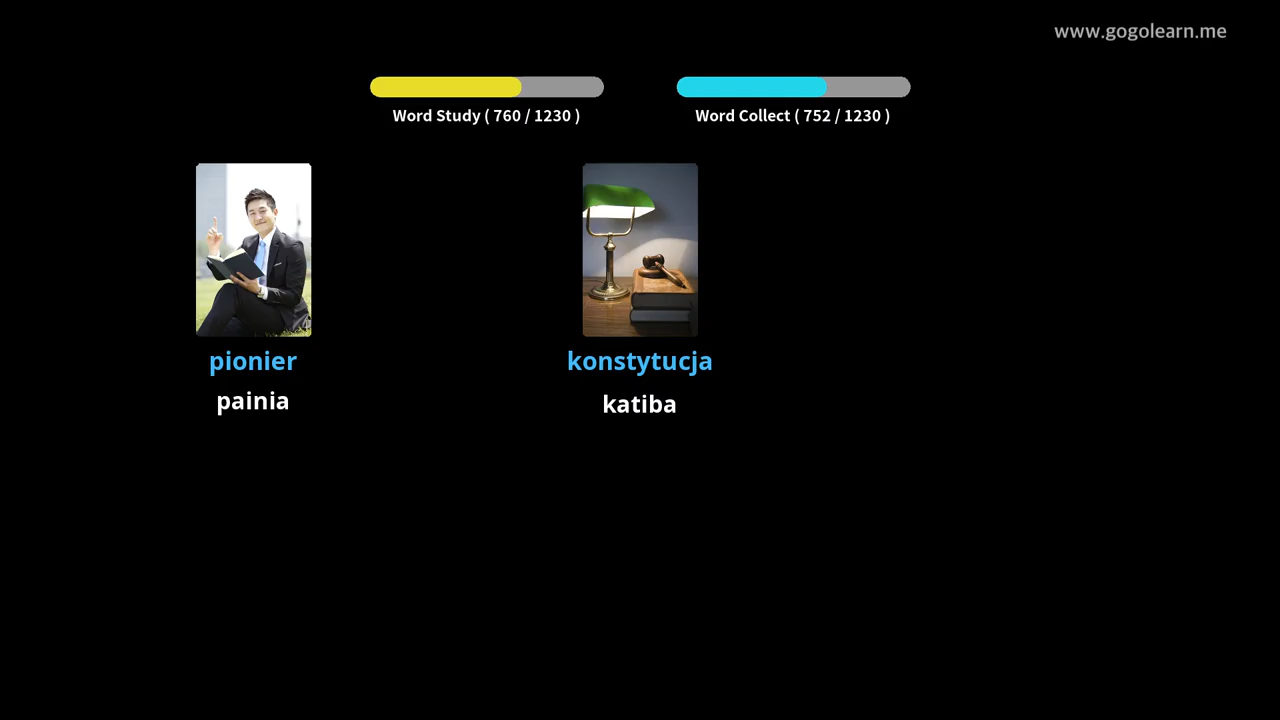 www.gogolearn.me
Word Study ( 760 / 1230 )
Word Collect ( 752 / 1230 )
pionier
painia
konstytucja
katiba